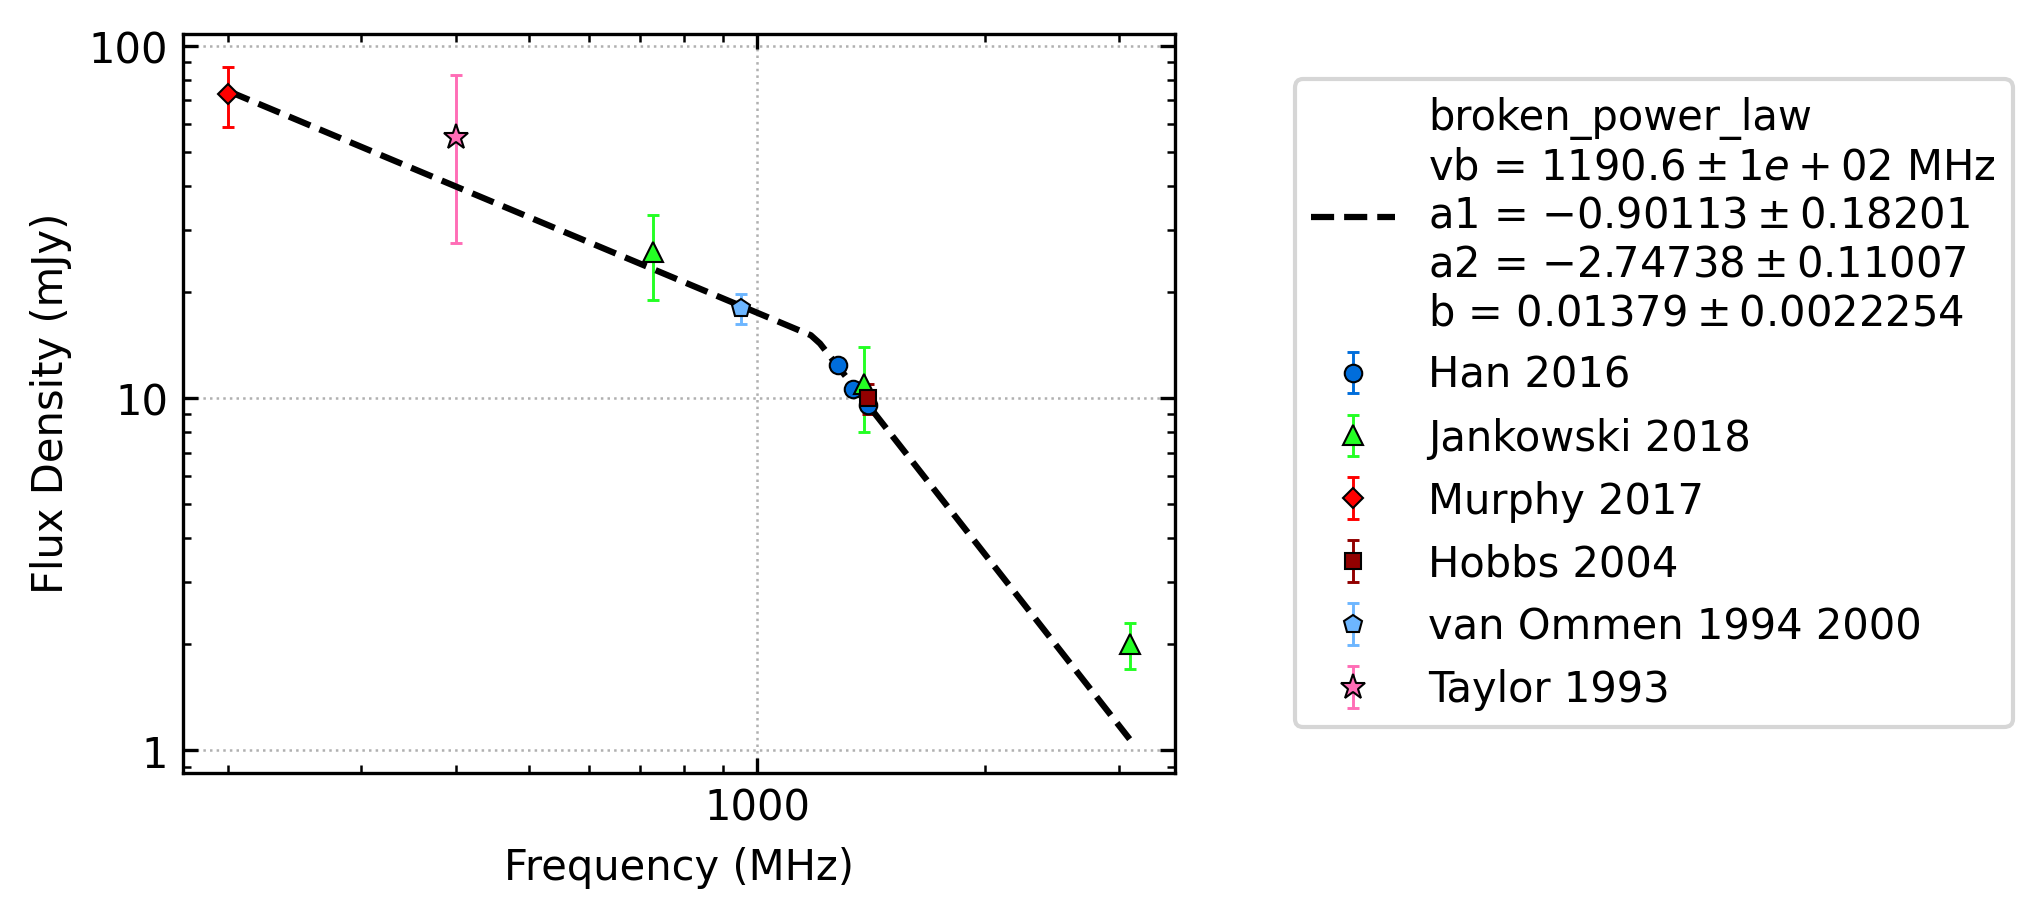 100
10
1
Flux Density (mJy)
1000
Frequency (MHz)
broken_power_law
vb = 1190.6 ± 1e + 02 MHz
a1 = −0.90113 ± 0.18201
a2 = −2.74738 ± 0.11007
b = 0.01379 ± 0.0022254
Han 2016
Jankowski 2018
Murphy 2017
Hobbs 2004
van Ommen 1994 2000
Taylor 1993